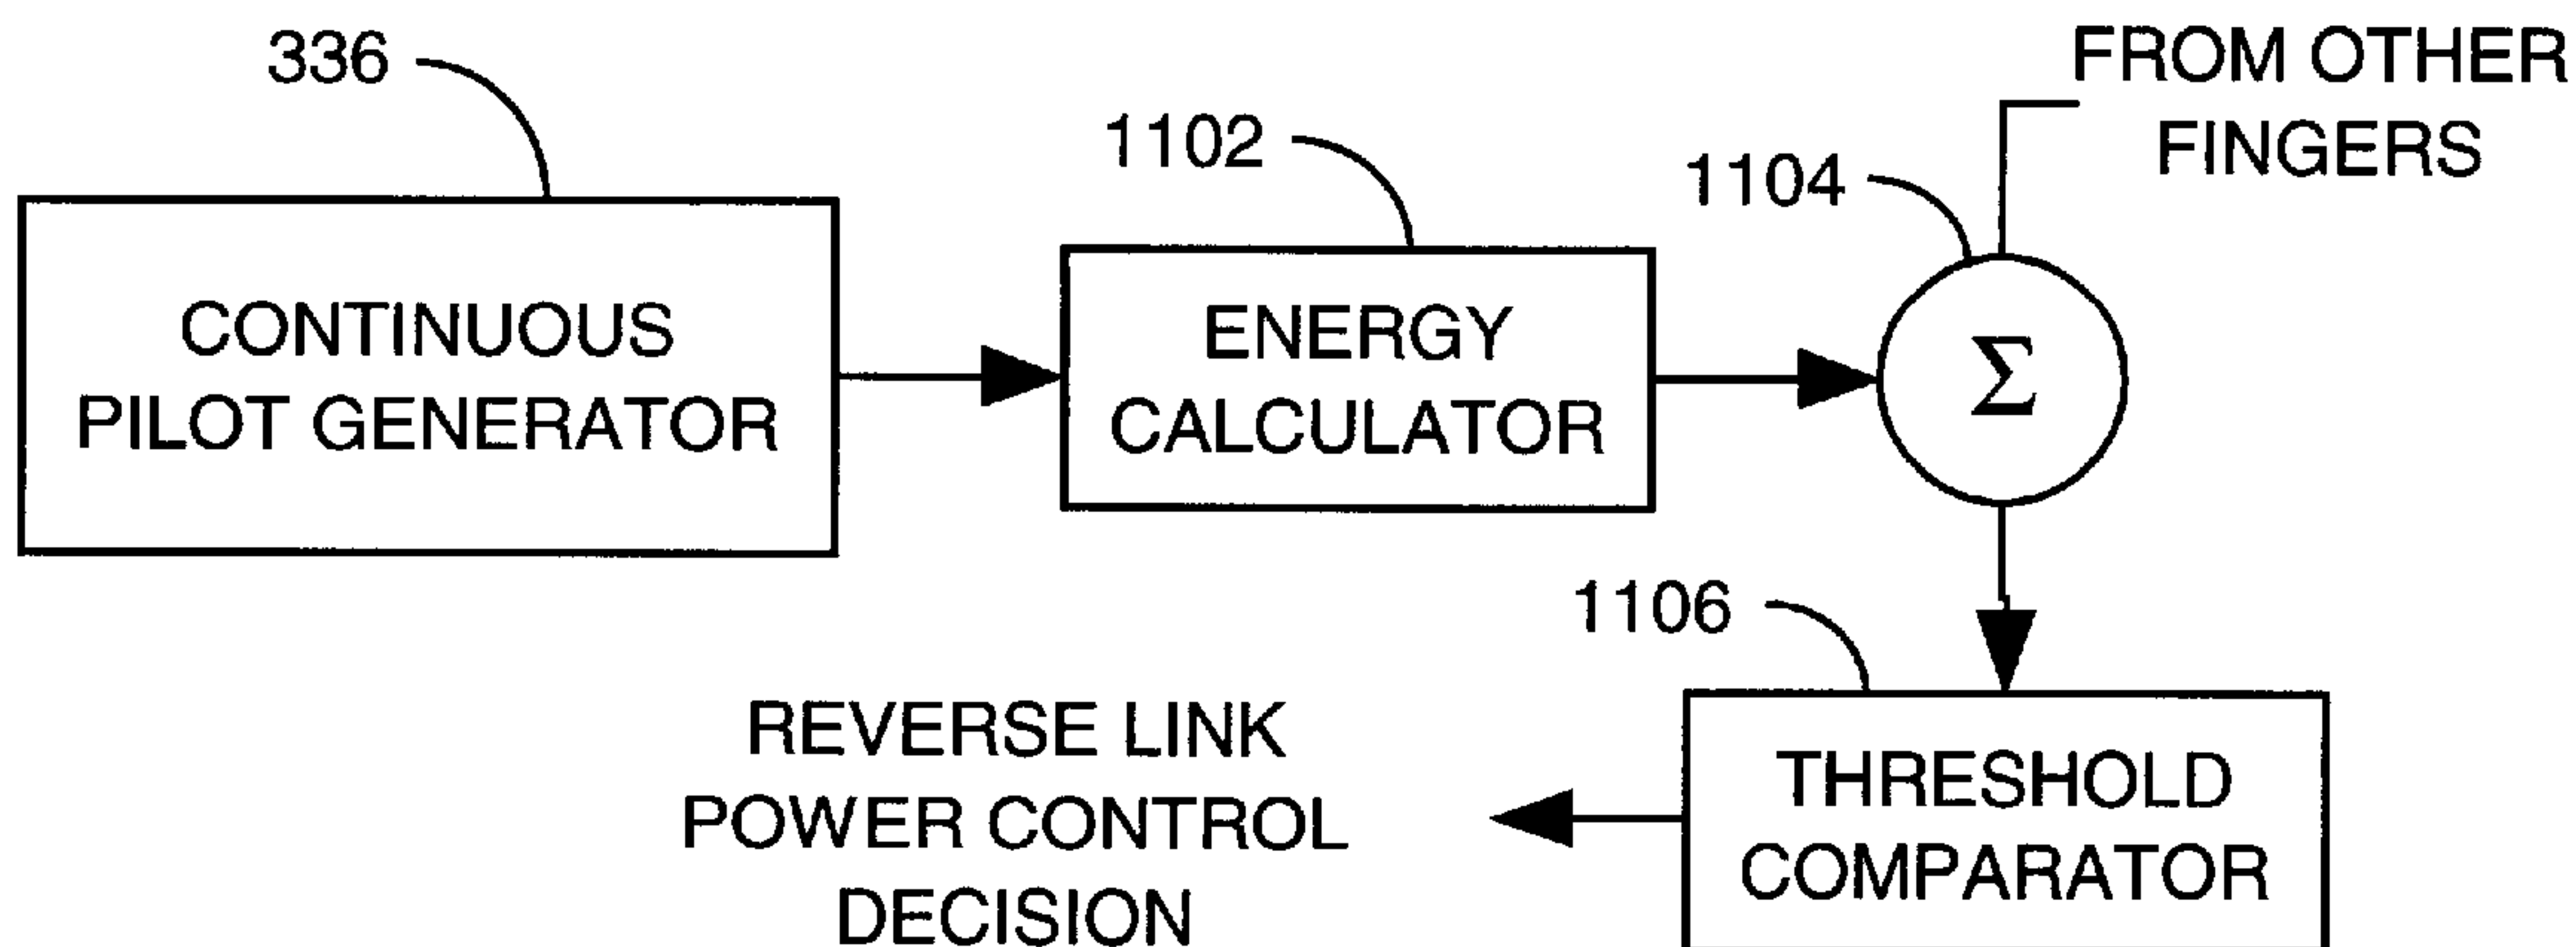 336
CONTINUOUS
PILOT GENERATOR
1102
ENERGY
CALCULATOR
1104
Σ
FROM OTHER
FINGERS
1106
THRESHOLD
COMPARATOR
REVERSE LINK
POWER CONTROL
DECISION